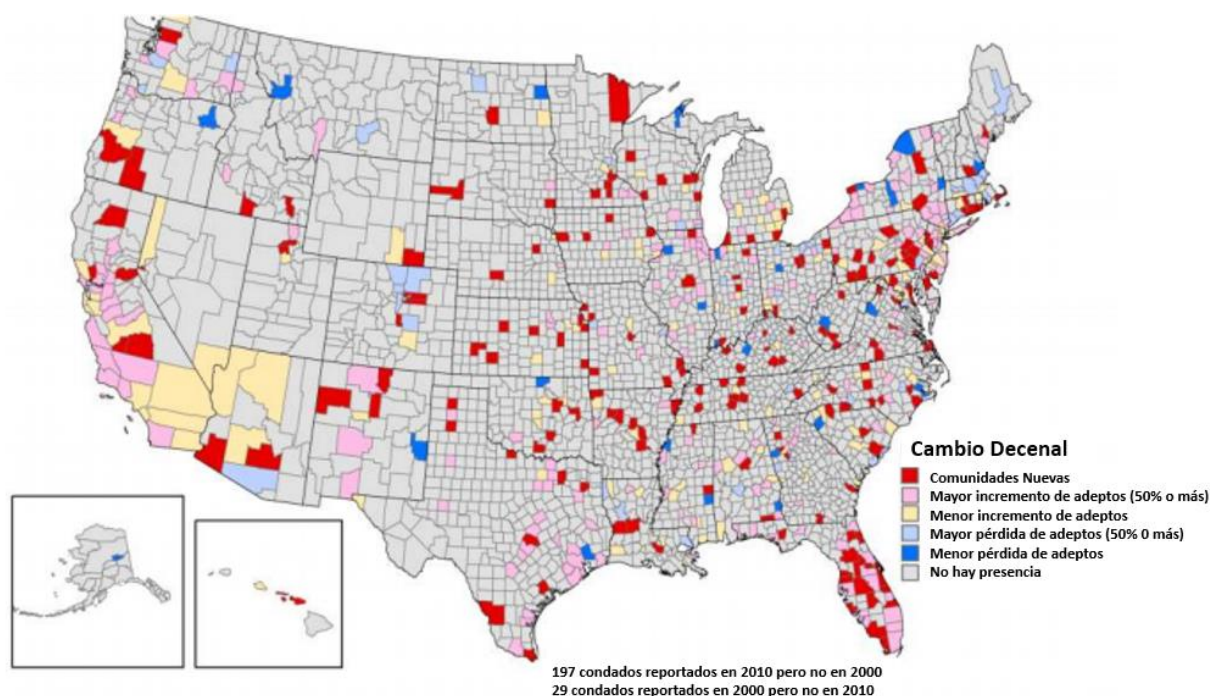 Cambio Decenal
Comunidades Nuevas
Mayor incremento de adeptos (50% o más)
Menor incremento de adeptos
Mayor pérdida de adeptos (50% 0 más)
Menor pérdida de adeptos
No hay presencia
197 condados reportados en 2010 pero no en 2000
29 condados reportados en 2000 pero no en 2010